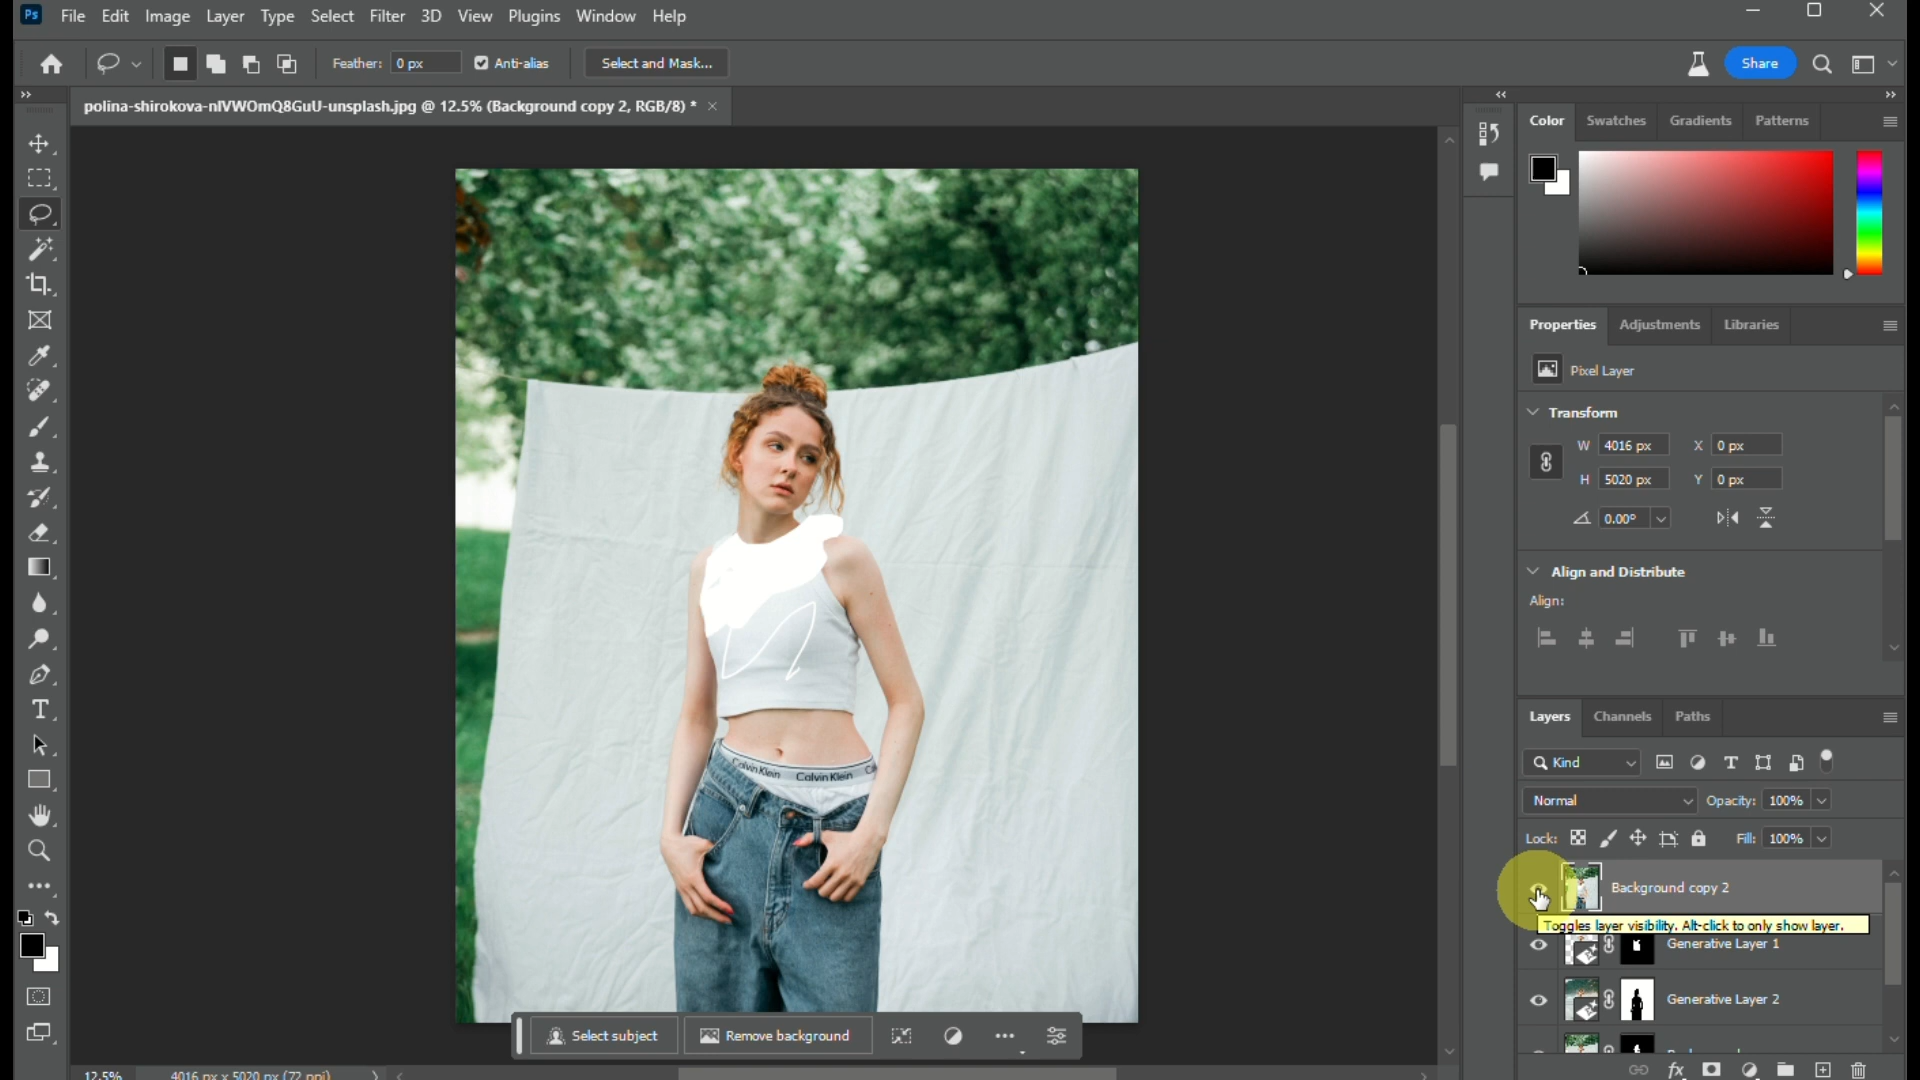 Ps File Edit Image Layer Type Select Filter 3D View Plugins Window Help
Feather: 0 px Anti-alias Select and Mask... Share
polina-shirokova-nIVWOmQ8GuU-unsplash.jpg @ 12.5% (Background copy 2, RGB/8) *
Color Swatches Gradients Patterns
Properties Adjustments Libraries
Pixel Layer
Transform
W 4016 px X 0 px
H 5020 px Y 0 px
0.00°
Align and Distribute
Align:
Layers Channels Paths
Kind
Normal Opacity: 100%
Lock: Fill: 100%
Background copy 2
Toggles layer visibility. Alt-click to only show layer.
Generative Layer 1
Generative Layer 2
Calvin Klein Calvin Klein
Select subject Remove background
12.5% 4016 px x 5020 px (72 ppi)